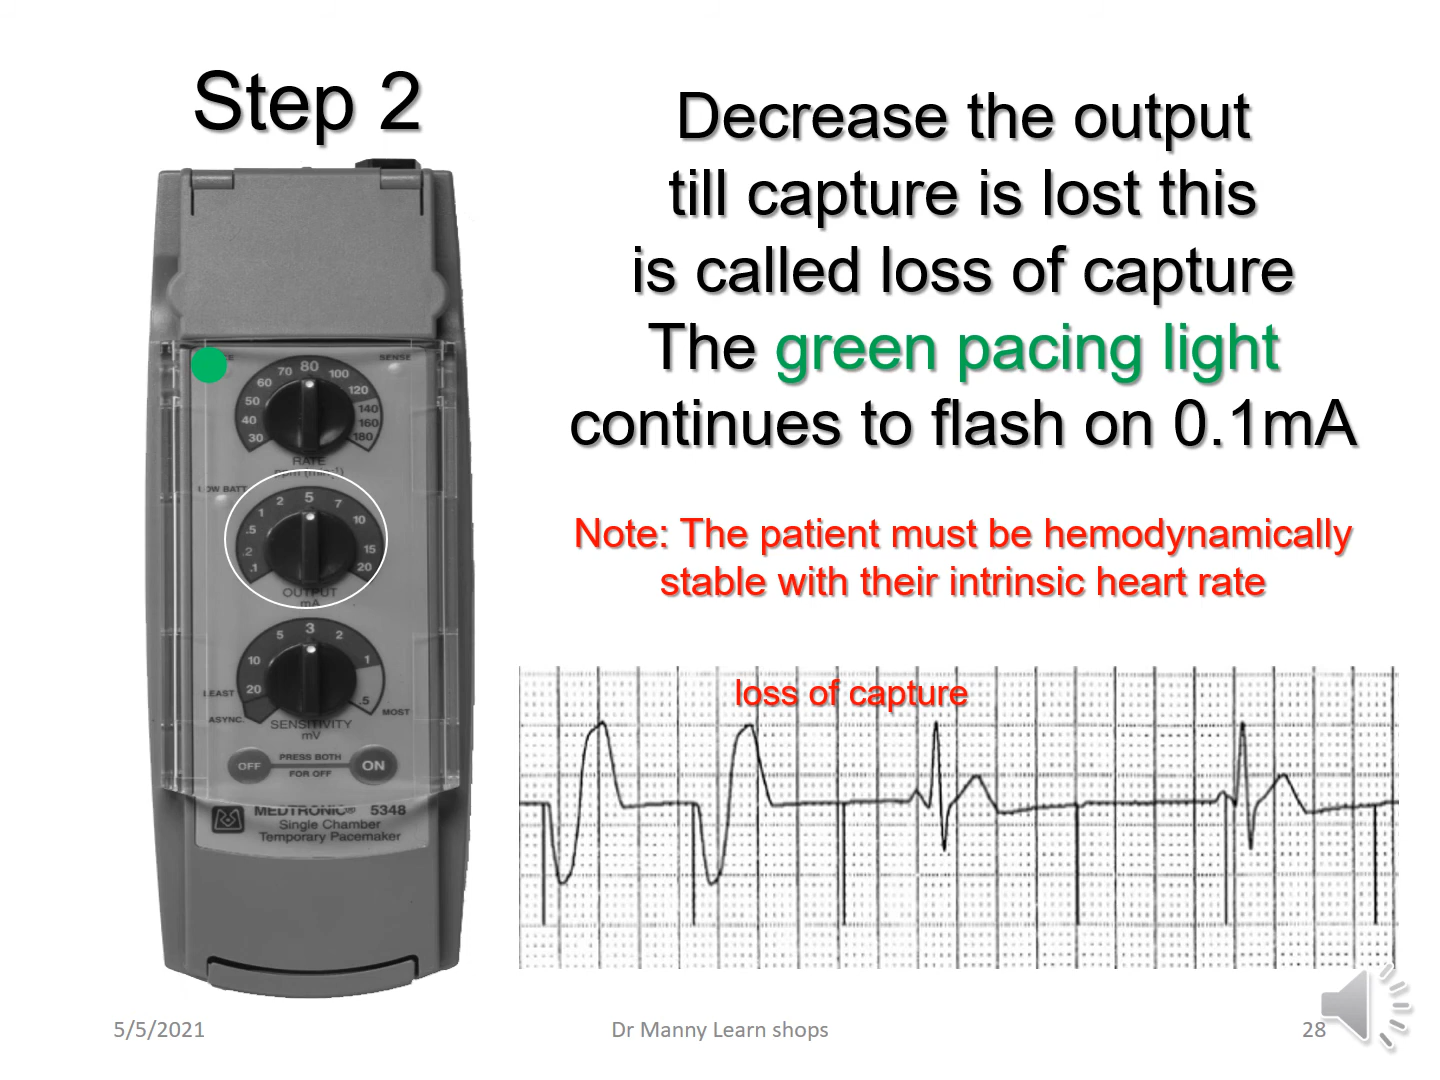 Step 2
Decrease the output
till capture is lost this
is called loss of capture
The green pacing light
continues to flash on 0.1mA
Note: The patient must be hemodynamically
stable with their intrinsic heart rate
loss of capture
SENSE
30 40 50 60 70 80 100 120 140 160 180
RATE
ppm (min-1)
LOW BATT
.1 .2 .5 1 2 5 7 10 15 20
OUTPUT
mA
20 10 5 3 2 1 .5
LEAST
ASYNC.
MOST
SENSITIVITY
mV
OFF
PRESS BOTH
FOR OFF
ON
MEDTRONIC® 5348
Single Chamber
Temporary Pacemaker
5/5/2021
Dr Manny Learn shops
28